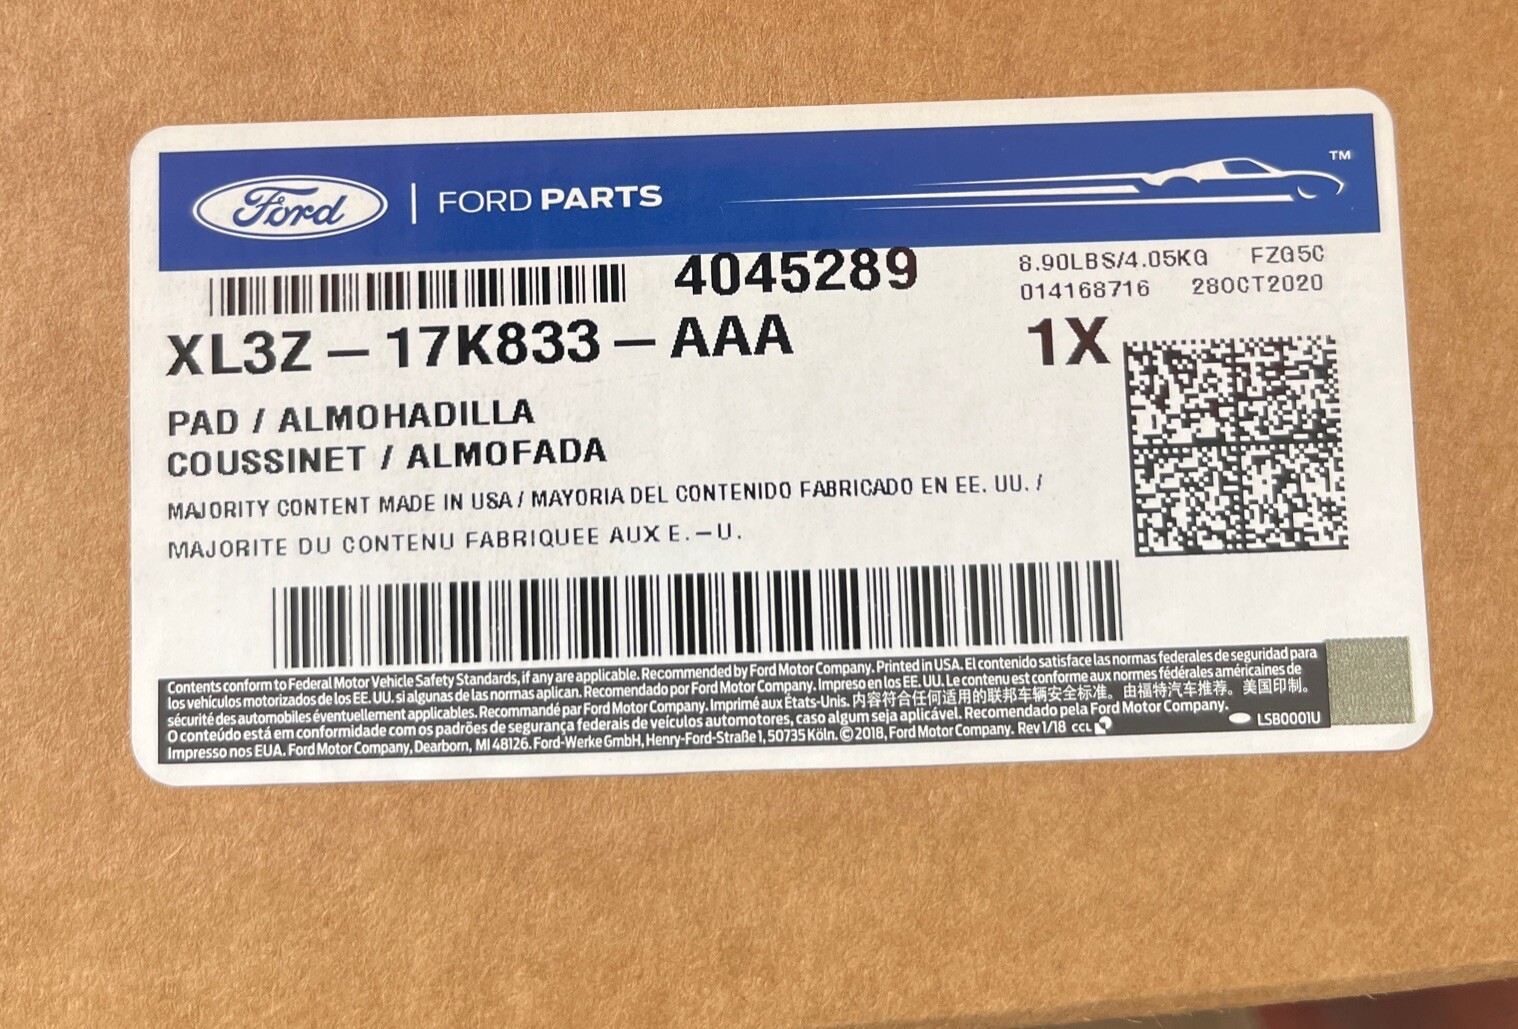 Ford | FORD PARTS ™
4045289
8.90LBS/4.05KG FZQ5C
014168716 28OCT2020
XL3Z – 17K833 – AAA 1X
PAD / ALMOHADILLA
COUSSINET / ALMOFADA
MAJORITY CONTENT MADE IN USA / MAYORIA DEL CONTENIDO FABRICADO EN EE. UU. /
MAJORITE DU CONTENU FABRIQUEE AUX E.–U.
Contents conform to Federal Motor Vehicle Safety Standards, if any are applicable. Recommended by Ford Motor Company. Printed in USA. El contenido satisface las normas federales de seguridad para
los vehículos motorizados de los EE. UU. si algunas de las normas aplican. Recomendado por Ford Motor Company. Impreso en los EE. UU. Le contenu est conforme aux normes fédérales américaines de
sécurité des automobiles éventuellement applicables. Recommandé par Ford Motor Company. Imprimé aux États-Unis. 内容符合任何适用的联邦车辆安全标准。由福特汽车推荐。美国印制。
O conteúdo está em conformidade com os padrões de segurança federais de veículos automotores, caso algum seja aplicável. Recomendado pela Ford Motor Company.
Impresso nos EUA. Ford Motor Company, Dearborn, MI 48126. Ford-Werke GmbH, Henry-Ford-Straße 1, 50735 Köln. ©2018, Ford Motor Company. Rev 1/18 CCL LSB0001U